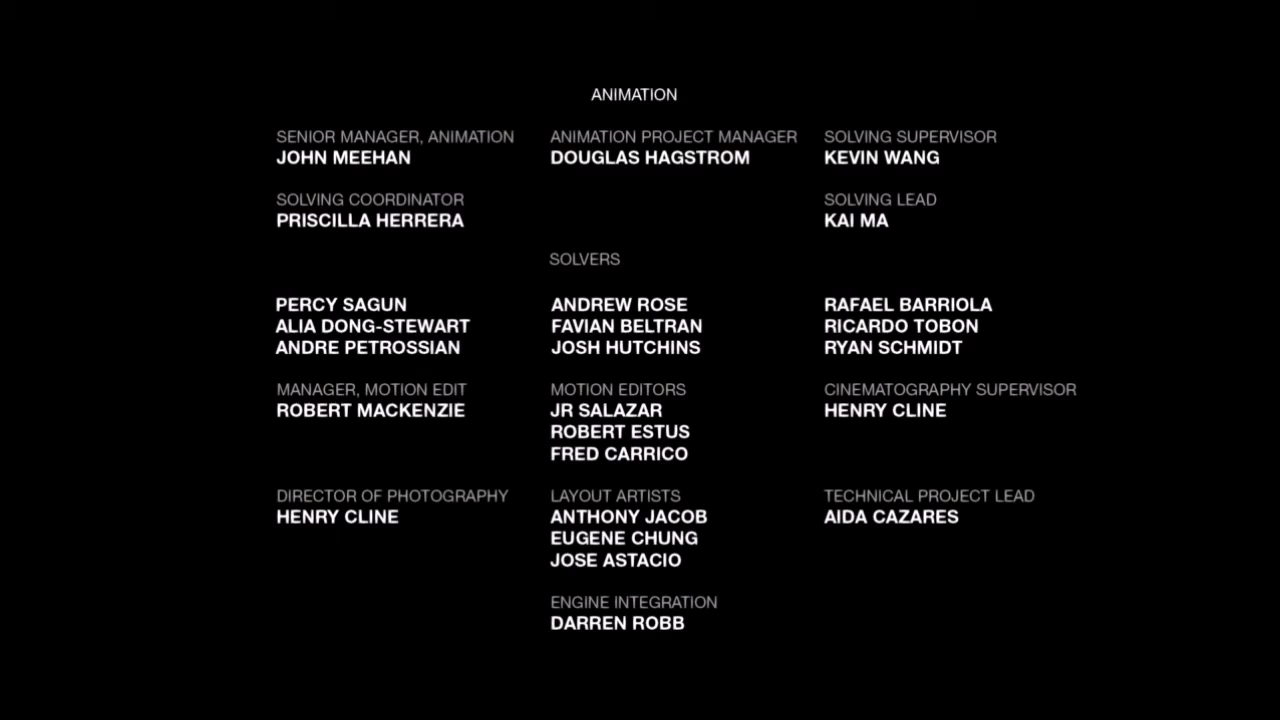 ANIMATION
SENIOR MANAGER, ANIMATION
JOHN MEEHAN
ANIMATION PROJECT MANAGER
DOUGLAS HAGSTROM
SOLVING SUPERVISOR
KEVIN WANG
SOLVING COORDINATOR
PRISCILLA HERRERA
SOLVING LEAD
KAI MA
SOLVERS
PERCY SAGUN
ALIA DONG-STEWART
ANDRE PETROSSIAN
ANDREW ROSE
FAVIAN BELTRAN
JOSH HUTCHINS
RAFAEL BARRIOLA
RICARDO TOBON
RYAN SCHMIDT
MANAGER, MOTION EDIT
ROBERT MACKENZIE
MOTION EDITORS
JR SALAZAR
ROBERT ESTUS
FRED CARRICO
CINEMATOGRAPHY SUPERVISOR
HENRY CLINE
DIRECTOR OF PHOTOGRAPHY
HENRY CLINE
LAYOUT ARTISTS
ANTHONY JACOB
EUGENE CHUNG
JOSE ASTACIO
TECHNICAL PROJECT LEAD
AIDA CAZARES
ENGINE INTEGRATION
DARREN ROBB